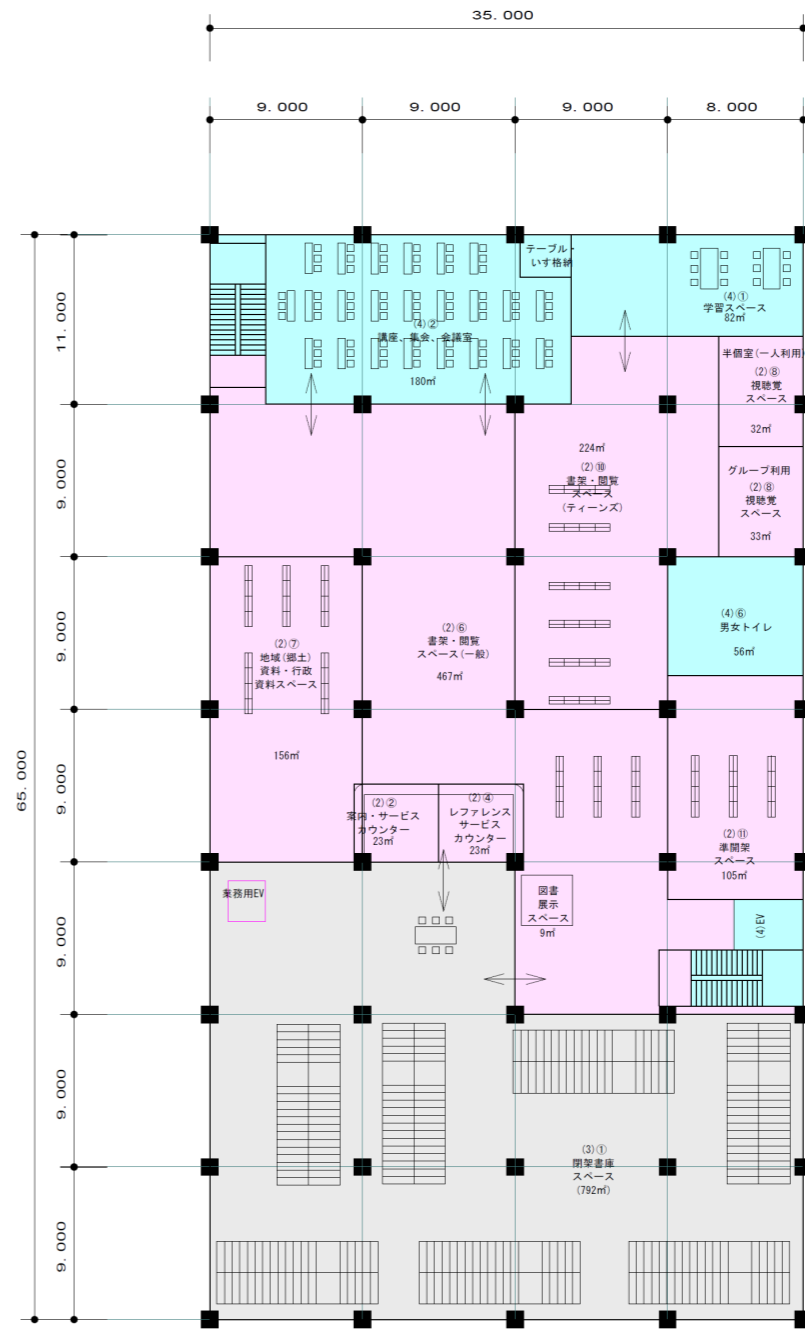 35.000
9.000
9.000
9.000
8.000
65.000
11.000
9.000
9.000
9.000
9.000
9.000
9.000
テーブル・
いす格納
(4)②
講座、集会、会議室
180㎡
(4)①
学習スペース
82㎡
半個室(一人利用)
(2)⑧
視聴覚
スペース
32㎡
グループ利用
(2)⑧
視聴覚
スペース
33㎡
224㎡
(2)⑩
書架・閲覧
スペース
(ティーンズ)
(4)⑥
男女トイレ
56㎡
(2)⑦
地域(郷土)
資料・行政
資料スペース
156㎡
(2)⑥
書架・閲覧
スペース(一般)
467㎡
(2)②
案内・サービス
カウンター
23㎡
(2)④
レファレンス
サービス
カウンター
23㎡
(2)⑪
準開架
スペース
105㎡
業務用EV
図書
展示
スペース
9㎡
(4)EV
(3)①
閉架書庫
スペース
(792㎡)